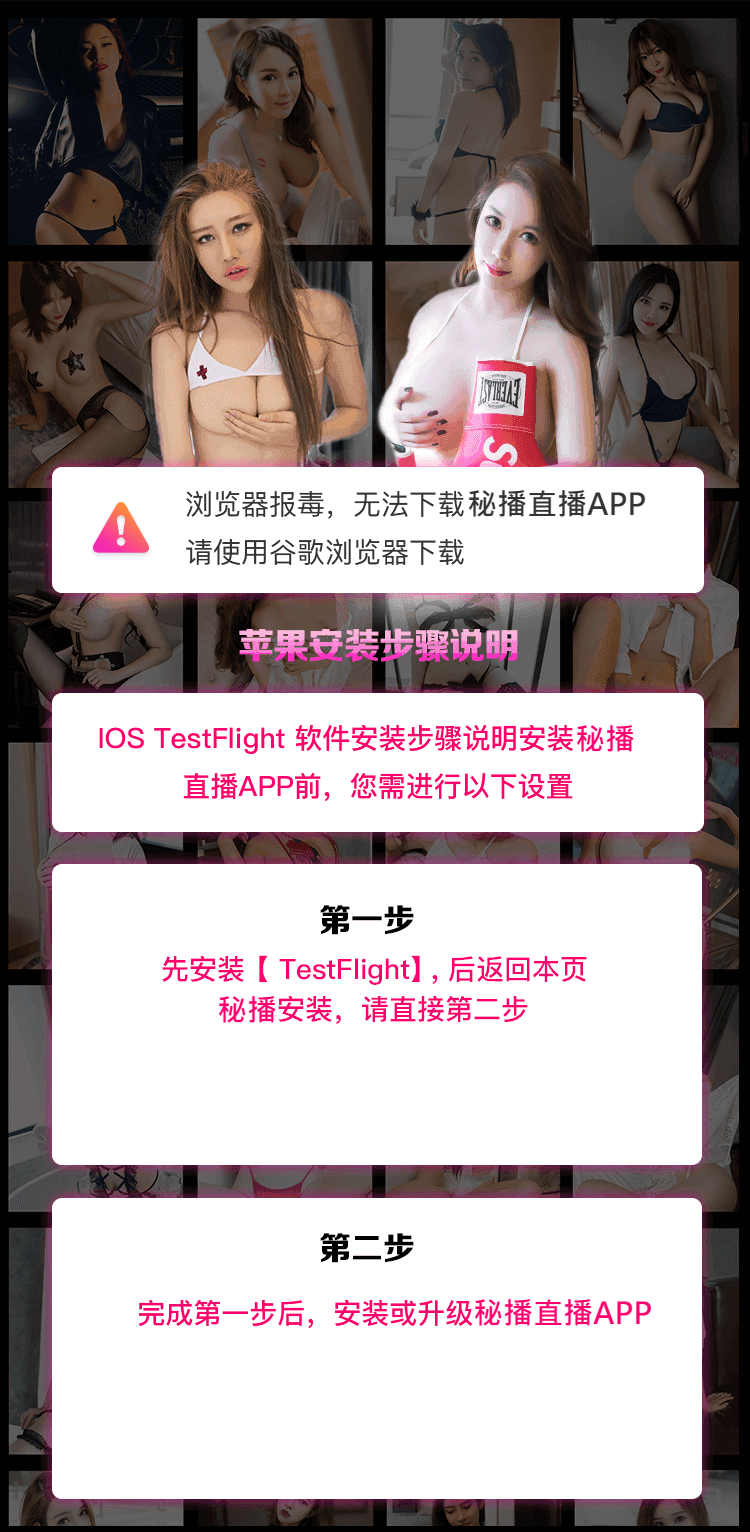 EVERLAST
浏览器报毒，无法下载秘播直播APP
请使用谷歌浏览器下载
苹果安装步骤说明
IOS TestFlight 软件安装步骤说明安装秘播
直播APP前，您需进行以下设置
第一步
先安装【 TestFlight】, 后返回本页
秘播安装，请直接第二步
第二步
完成第一步后，安装或升级秘播直播APP